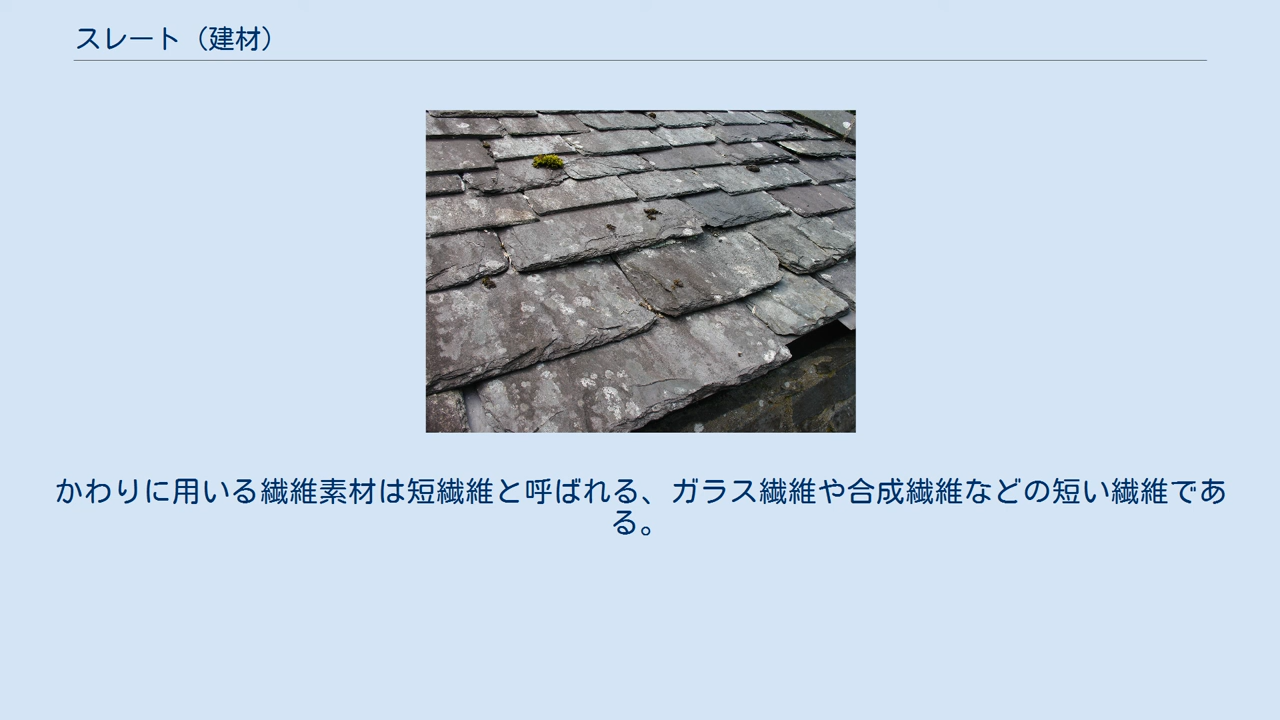 スレート（建材）
かわりに用いる繊維素材は短繊維と呼ばれる、ガラス繊維や合成繊維などの短い繊維であ
る。